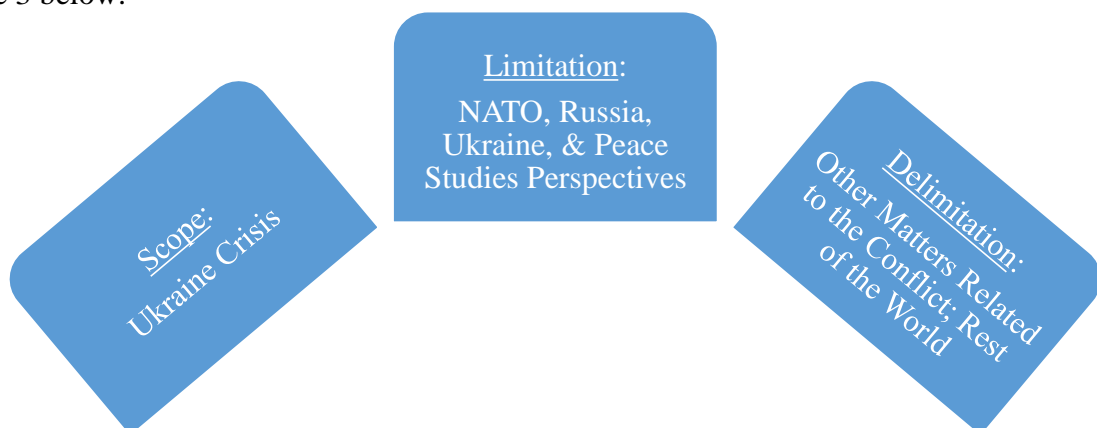 3 below:
Scope:
Ukraine Crisis
Limitation:
NATO, Russia,
Ukraine, & Peace
Studies Perspectives
Delimitation:
Other Matters Related
to the Conflict; Rest
of the World